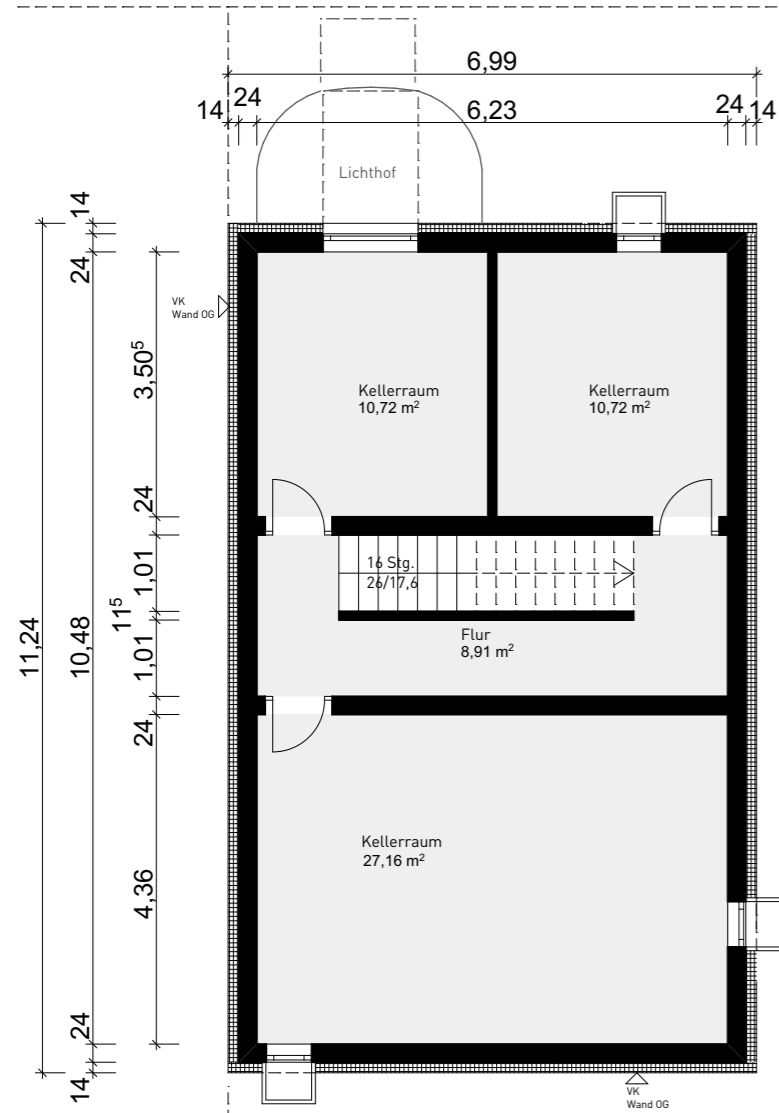 6,99
14 24 6,23 24 14
Lichthof
14
24
VK
Wand OG
3,50⁵
Kellerraum
10,72 m²
Kellerraum
10,72 m²
24
1,01
16 Stg.
26/17,6
11⁵
11,24
10,48
1,01
Flur
8,91 m²
24
Kellerraum
27,16 m²
4,36
24
14
VK
Wand OG